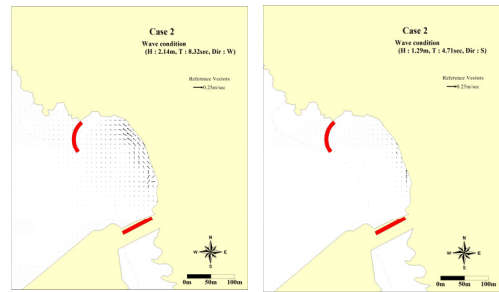 Case 2
Wave condition
(H : 2.14m, T : 8.32sec, Dir : W)
Reference Vectors
0.25m/sec
N
W E
S
0m 50m 100m
Case 2
Wave condition
(H : 1.29m, T : 4.71sec, Dir : S)
Reference Vectors
0.25m/sec
N
W E
S
0m 50m 100m